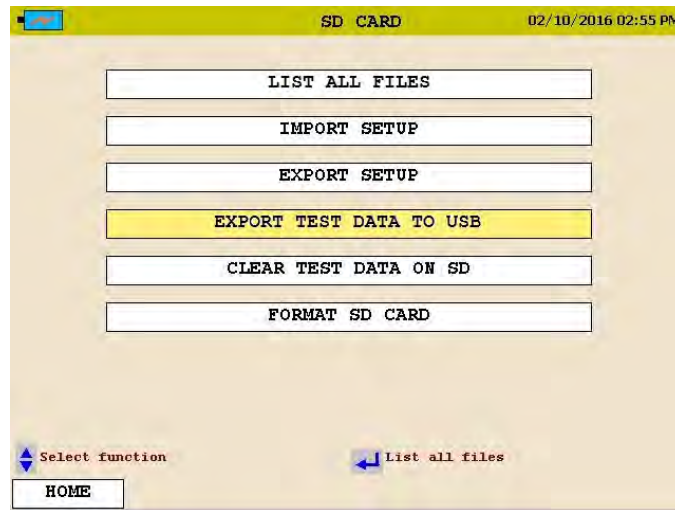 SD CARD 02/10/2016 02:55 PM
LIST ALL FILES
IMPORT SETUP
EXPORT SETUP
EXPORT TEST DATA TO USB
CLEAR TEST DATA ON SD
FORMAT SD CARD
Select function List all files
HOME